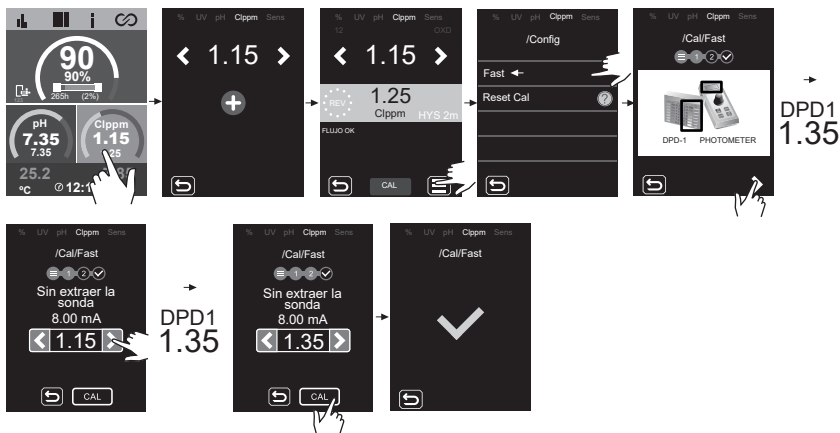 90
90%
265h (2%)
pH
7.35
7.35
Clppm
1.15
25.2
ºC
12:1
% UV pH Clppm Sens
1.15
+
% UV pH Clppm Sens
12 OXD
1.15
REV
1.25
Clppm
HYS 2m
FLUJO OK
CAL
% UV pH Clppm Sens
/Config
Fast
Reset Cal
?
% UV pH Clppm Sens
/Cal/Fast
1 2
DPD-1 PHOTOMETER
DPD1
1.35
% UV pH Clppm Sens
/Cal/Fast
1 2
Sin extraer la
sonda
8.00 mA
1.15
CAL
DPD1
1.35
% UV pH Clppm Sens
/Cal/Fast
1 2
Sin extraer la
sonda
8.00 mA
1.35
CAL
% UV pH Clppm Sens
/Cal/Fast